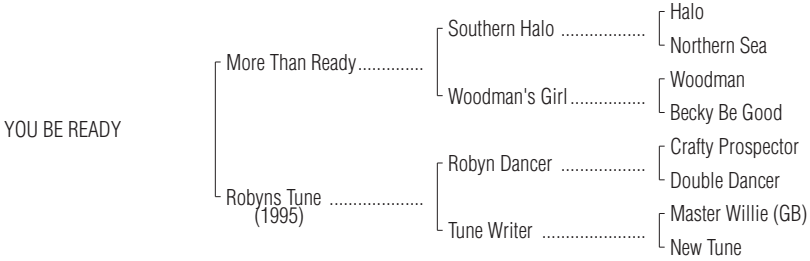 Halo
Southern Halo ...................
Northern Sea
More Than Ready..............
Woodman
Woodman's Girl ................
Becky Be Good
YOU BE READY
Crafty Prospector
Robyn Dancer ...................
Double Dancer
Robyns Tune ....................
(1995)
Master Willie (GB)
Tune Writer .......................
New Tune